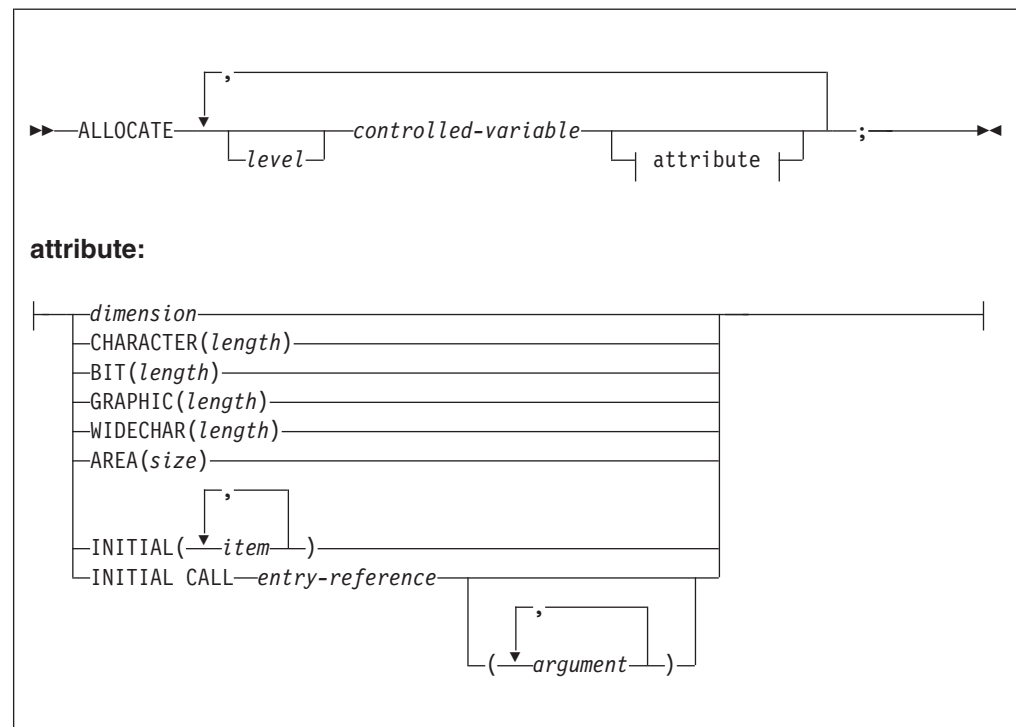 ,
ALLOCATE level controlled-variable attribute ;
attribute:
dimension
CHARACTER(length)
BIT(length)
GRAPHIC(length)
WIDECHAR(length)
AREA(size)
,
INITIAL( item )
INITIAL CALL entry-reference
,
( argument )